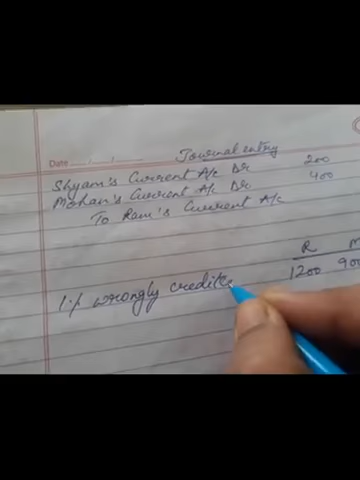 Journal entry
Date ..... / ..... / .....
Shyam's Current A/c Dr 200
Mohan's Current A/c Dr 400
To Ram's Current A/c
R M
1200 900
1.) wrongly credite